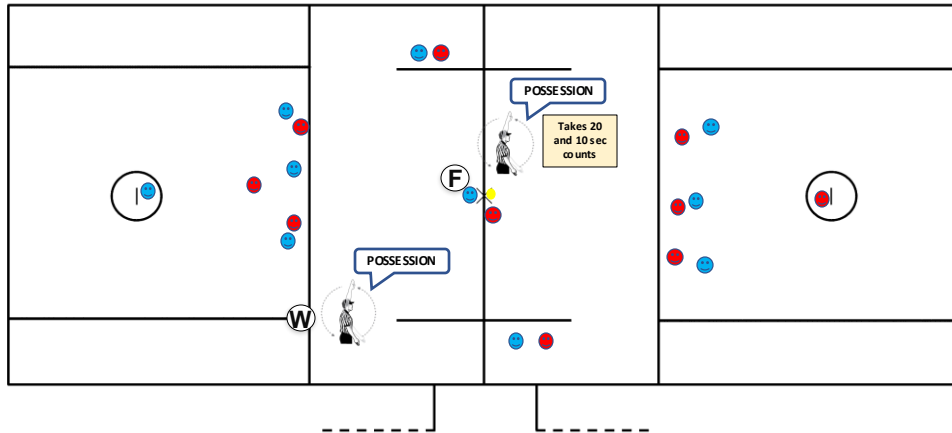 POSSESSION
Takes 20
and 10 sec
counts
F
POSSESSION
W